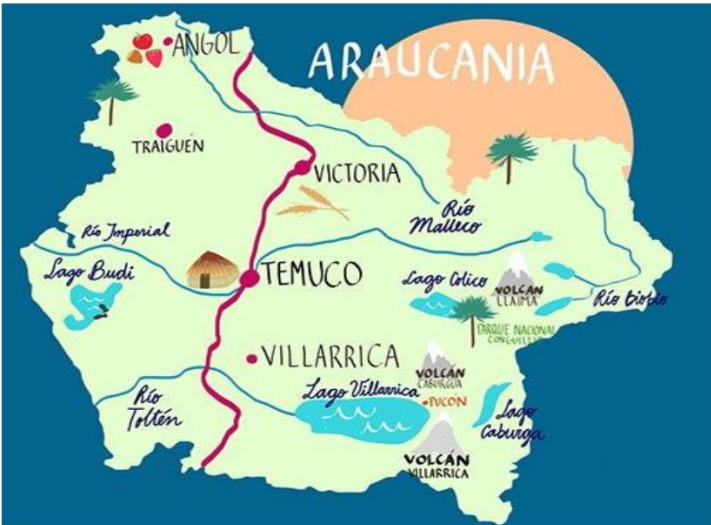 ANGOL
ARAUCANIA
TRAIGUÉN
VICTORIA
Río
Malleco
Río Imperial
Lago Budi
TEMUCO
Lago Colico
VOLCÁN
LLAIMA
Río Biobío
PARQUE NACIONAL
CONGUILLIO
VILLARRICA
VOLCÁN
CABURGUA
PUCÓN
Lago Villarrica
Río
Toltén
Lago
Caburga
VOLCÁN
VILLARRICA